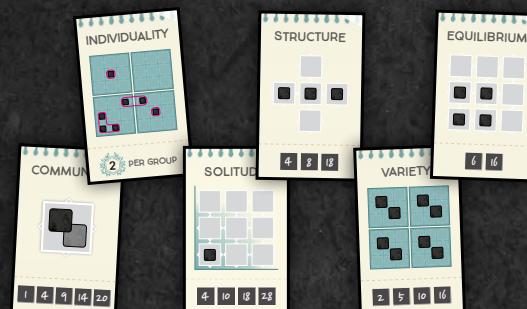 INDIVIDUALITY
2 PER GROUP
STRUCTURE
4 8 18
EQUILIBRIUM
6 16
COMMUN
1 4 9 14 20
SOLITUD
4 10 18 28
VARIETY
2 5 10 16